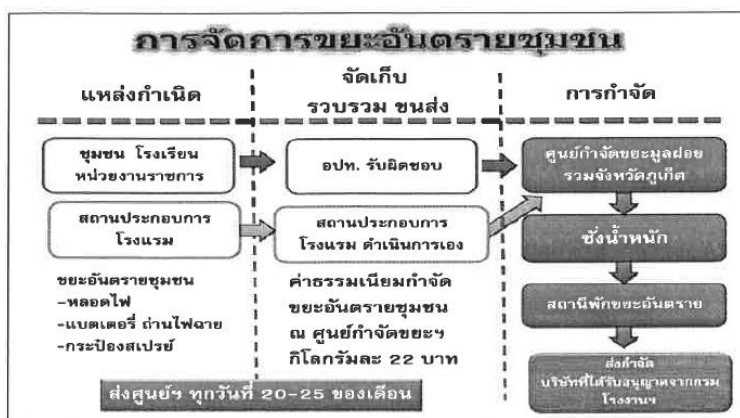 การจัดการขยะอันตรายชุมชน
แหล่งกำเนิด
จัดเก็บ
รวบรวม ขนส่ง
การกำจัด
ชุมชน โรงเรียน
หน่วยงานราชการ
อปท. รับผิดชอบ
ศูนย์กำจัดขยะมูลฝอย
รวมจังหวัดภูเก็ต
สถานประกอบการ
โรงแรม
สถานประกอบการ
โรงแรม ดำเนินการเอง
ชั่งน้ำหนัก
สถานีพักขยะอันตราย
ส่งกำจัด
บริษัทที่ได้รับอนุญาตจากกรม
โรงงานฯ
ขยะอันตรายชุมชน
-หลอดไฟ
-แบตเตอรี่ ถ่านไฟฉาย
-กระป๋องสเปรย์
ค่าธรรมเนียมกำจัด
ขยะอันตรายชุมชน
ณ ศูนย์กำจัดขยะฯ
กิโลกรัมละ 22 บาท
ส่งศูนย์ฯ ทุกวันที่ 20-25 ของเดือน